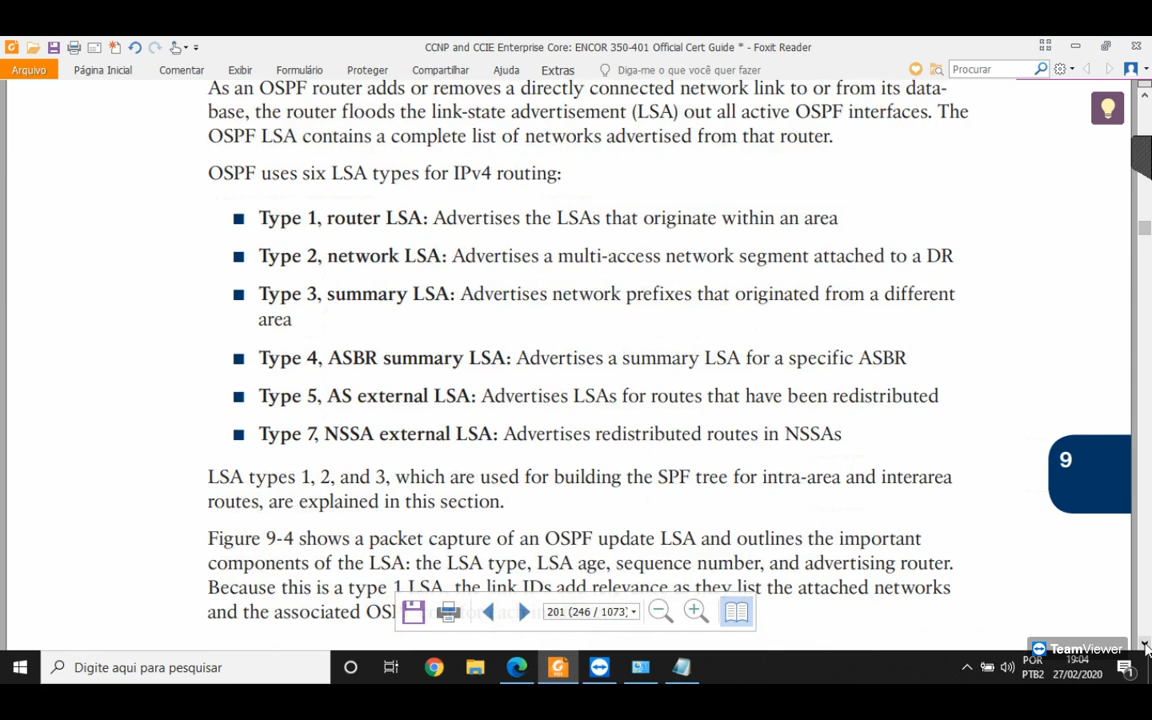 CCNP and CCIE Enterprise Core: ENCOR 350-401 Official Cert Guide * - Foxit Reader
Arquivo Página Inicial Comentar Exibir Formulário Proteger Compartilhar Ajuda Extras Diga-me o que você quer fazer Procurar
As an OSPF router adds or removes a directly connected network link to or from its data-
base, the router floods the link-state advertisement (LSA) out all active OSPF interfaces. The
OSPF LSA contains a complete list of networks advertised from that router.
OSPF uses six LSA types for IPv4 routing:
■ Type 1, router LSA: Advertises the LSAs that originate within an area
■ Type 2, network LSA: Advertises a multi-access network segment attached to a DR
■ Type 3, summary LSA: Advertises network prefixes that originated from a different
area
■ Type 4, ASBR summary LSA: Advertises a summary LSA for a specific ASBR
■ Type 5, AS external LSA: Advertises LSAs for routes that have been redistributed
■ Type 7, NSSA external LSA: Advertises redistributed routes in NSSAs
9
LSA types 1, 2, and 3, which are used for building the SPF tree for intra-area and interarea
routes, are explained in this section.
Figure 9-4 shows a packet capture of an OSPF update LSA and outlines the important
components of the LSA: the LSA type, LSA age, sequence number, and advertising router.
Because this is a type 1 LSA, the link IDs add relevance as they list the attached networks
and the associated
201 (246 / 1073)
TeamViewer
Digite aqui para pesquisar
POR
PTB2
19:04
27/02/2020
1